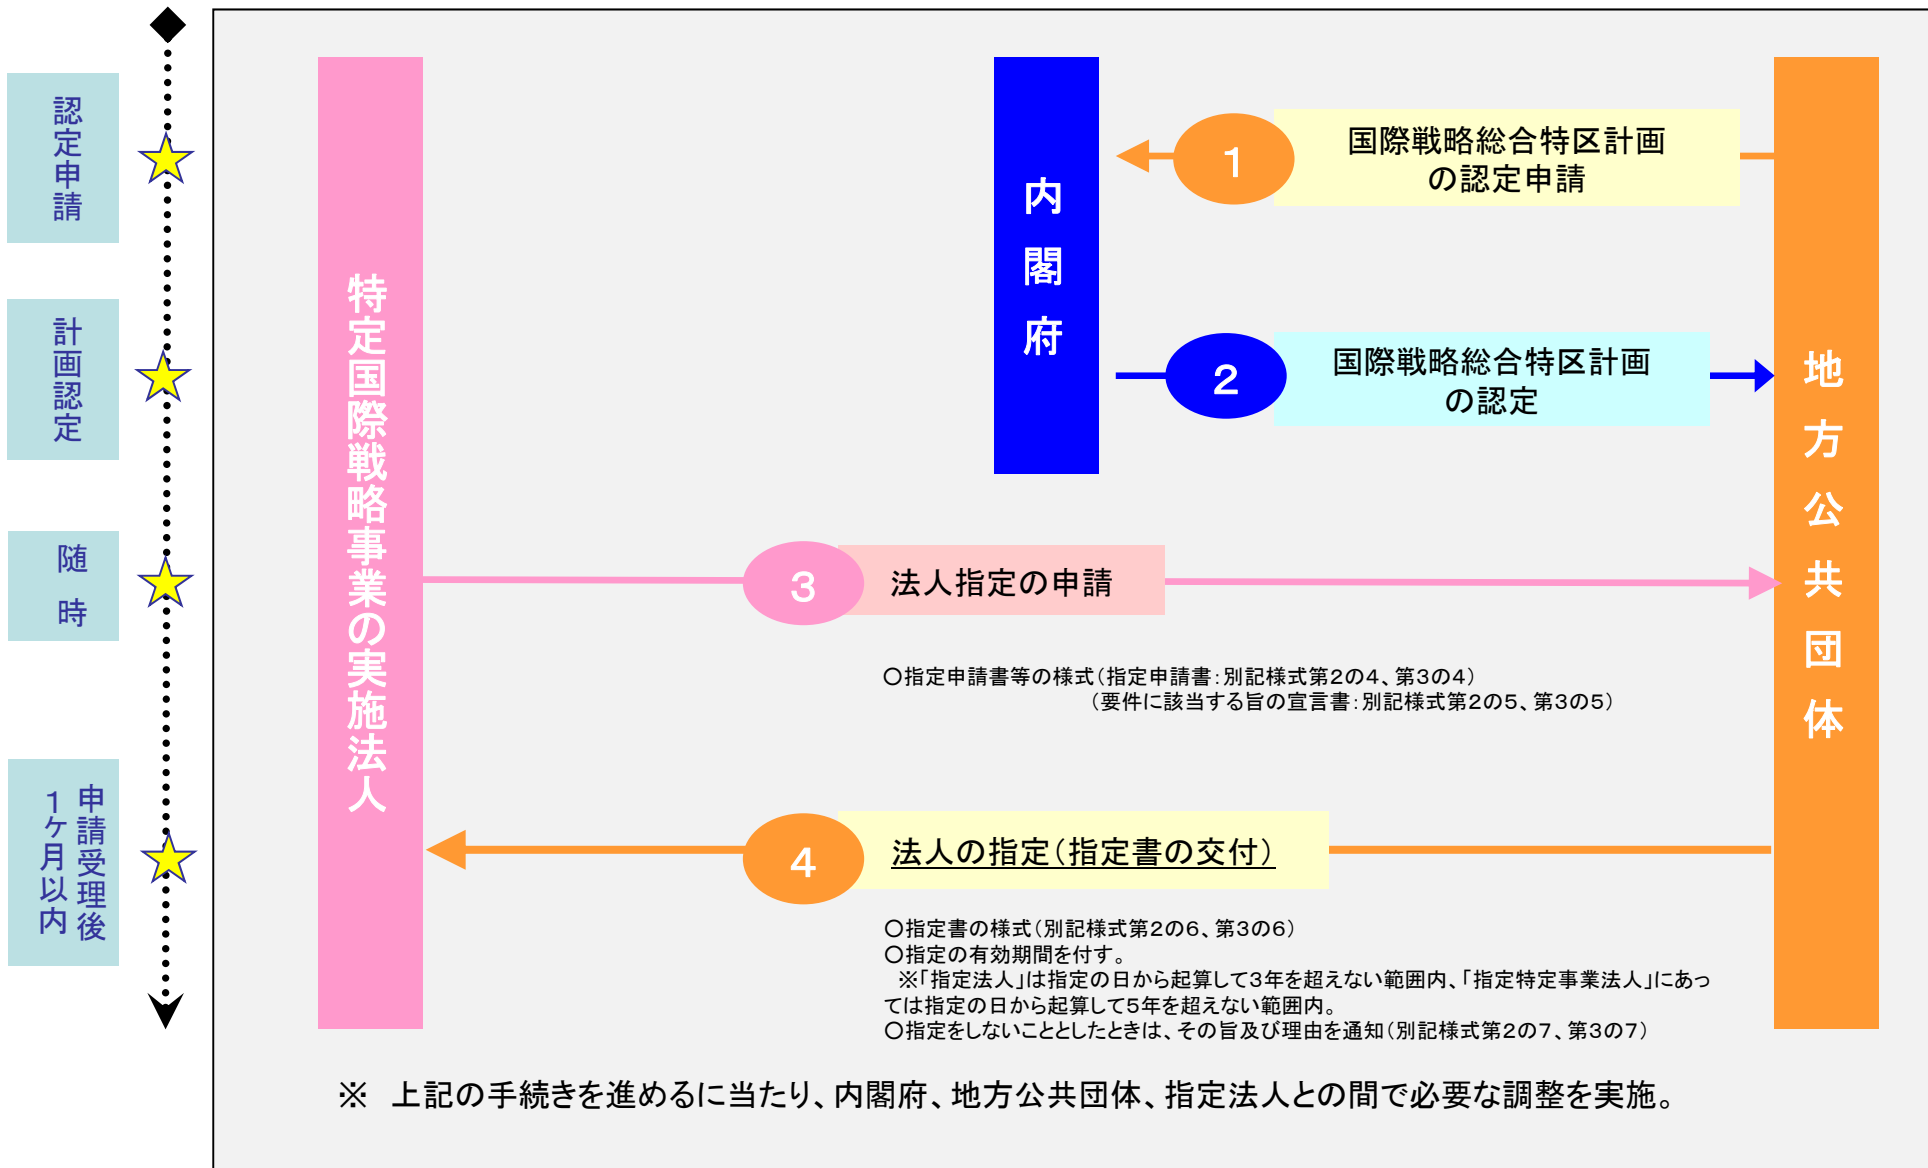 認定申請
計画認定
随時
申請受理後
1ヶ月以内
特定国際戦略事業の実施法人
内閣府
地方公共団体
1
国際戦略総合特区計画
の認定申請
2
国際戦略総合特区計画
の認定
3
法人指定の申請
○指定申請書等の様式(指定申請書:別記様式第2の4、第3の4)
(要件に該当する旨の宣言書:別記様式第2の5、第3の5)
4
法人の指定(指定書の交付)
○指定書の様式(別記様式第2の6、第3の6)
○指定の有効期間を付す。
※「指定法人」は指定の日から起算して3年を超えない範囲内、「指定特定事業法人」にあっ
ては指定の日から起算して5年を超えない範囲内。
○指定をしないこととしたときは、その旨及び理由を通知(別記様式第2の7、第3の7)
※ 上記の手続きを進めるに当たり、内閣府、地方公共団体、指定法人との間で必要な調整を実施。